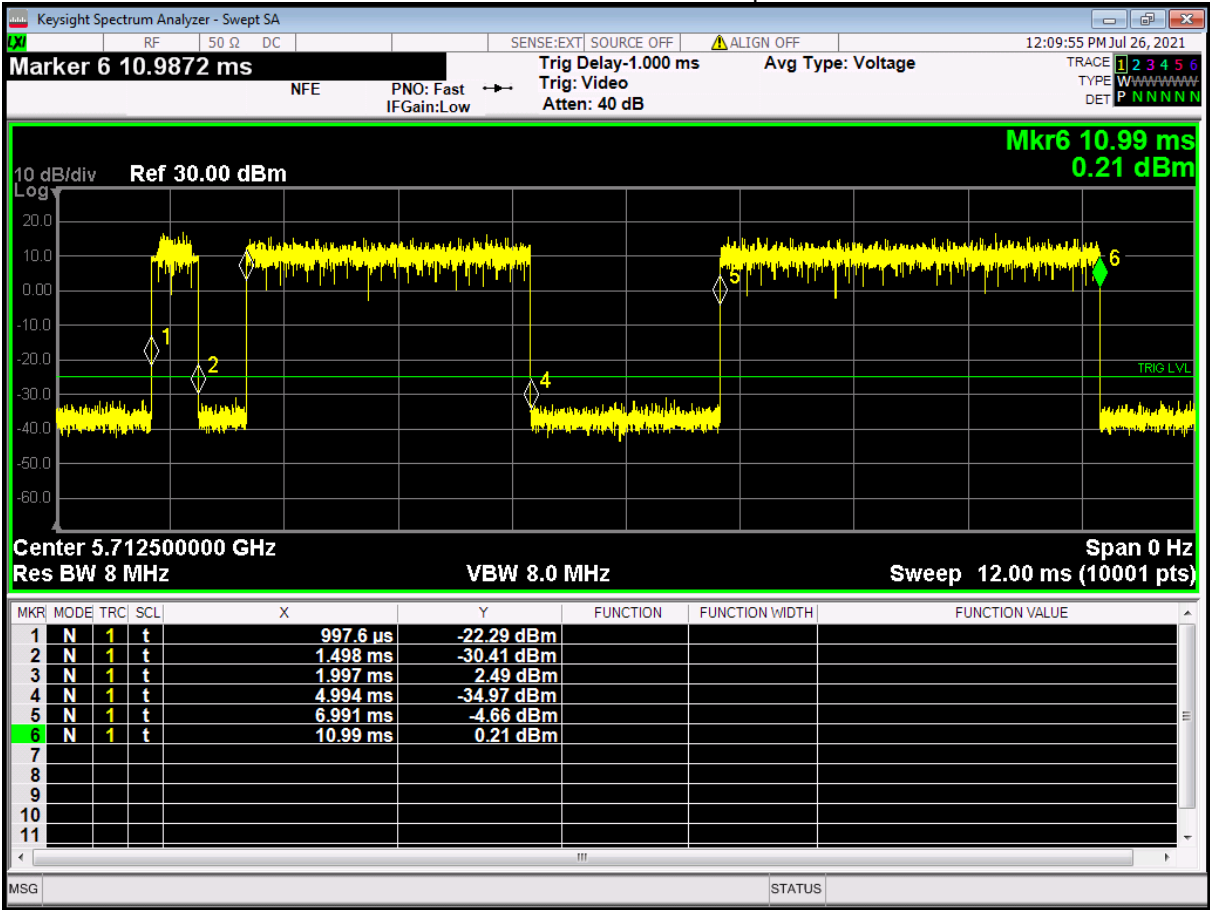 Keysight Spectrum Analyzer - Swept SA
LXI RF 50 Ω DC SENSE:EXT SOURCE OFF ALIGN OFF 12:09:55 PM Jul 26, 2021
Marker 6 10.9872 ms Trig Delay-1.000 ms Avg Type: Voltage TRACE 1 2 3 4 5 6
NFE PNO: Fast Trig: Video TYPE WWWWWW
IFGain:Low Atten: 40 dB DET P N N N N N
Mkr6 10.99 ms
0.21 dBm
10 dB/div Ref 30.00 dBm
Log
20.0
10.0
0.00
-10.0
-20.0
-30.0
-40.0
-50.0
-60.0
1
2
4
5
6
TRIG LVL
Center 5.712500000 GHz Span 0 Hz
Res BW 8 MHz VBW 8.0 MHz Sweep 12.00 ms (10001 pts)
MKR MODE TRC SCL X Y FUNCTION FUNCTION WIDTH FUNCTION VALUE
1 N 1 t 997.6 µs -22.29 dBm
2 N 1 t 1.498 ms -30.41 dBm
3 N 1 t 1.997 ms 2.49 dBm
4 N 1 t 4.994 ms -34.97 dBm
5 N 1 t 6.991 ms -4.66 dBm
6 N 1 t 10.99 ms 0.21 dBm
7
8
9
10
11
MSG STATUS